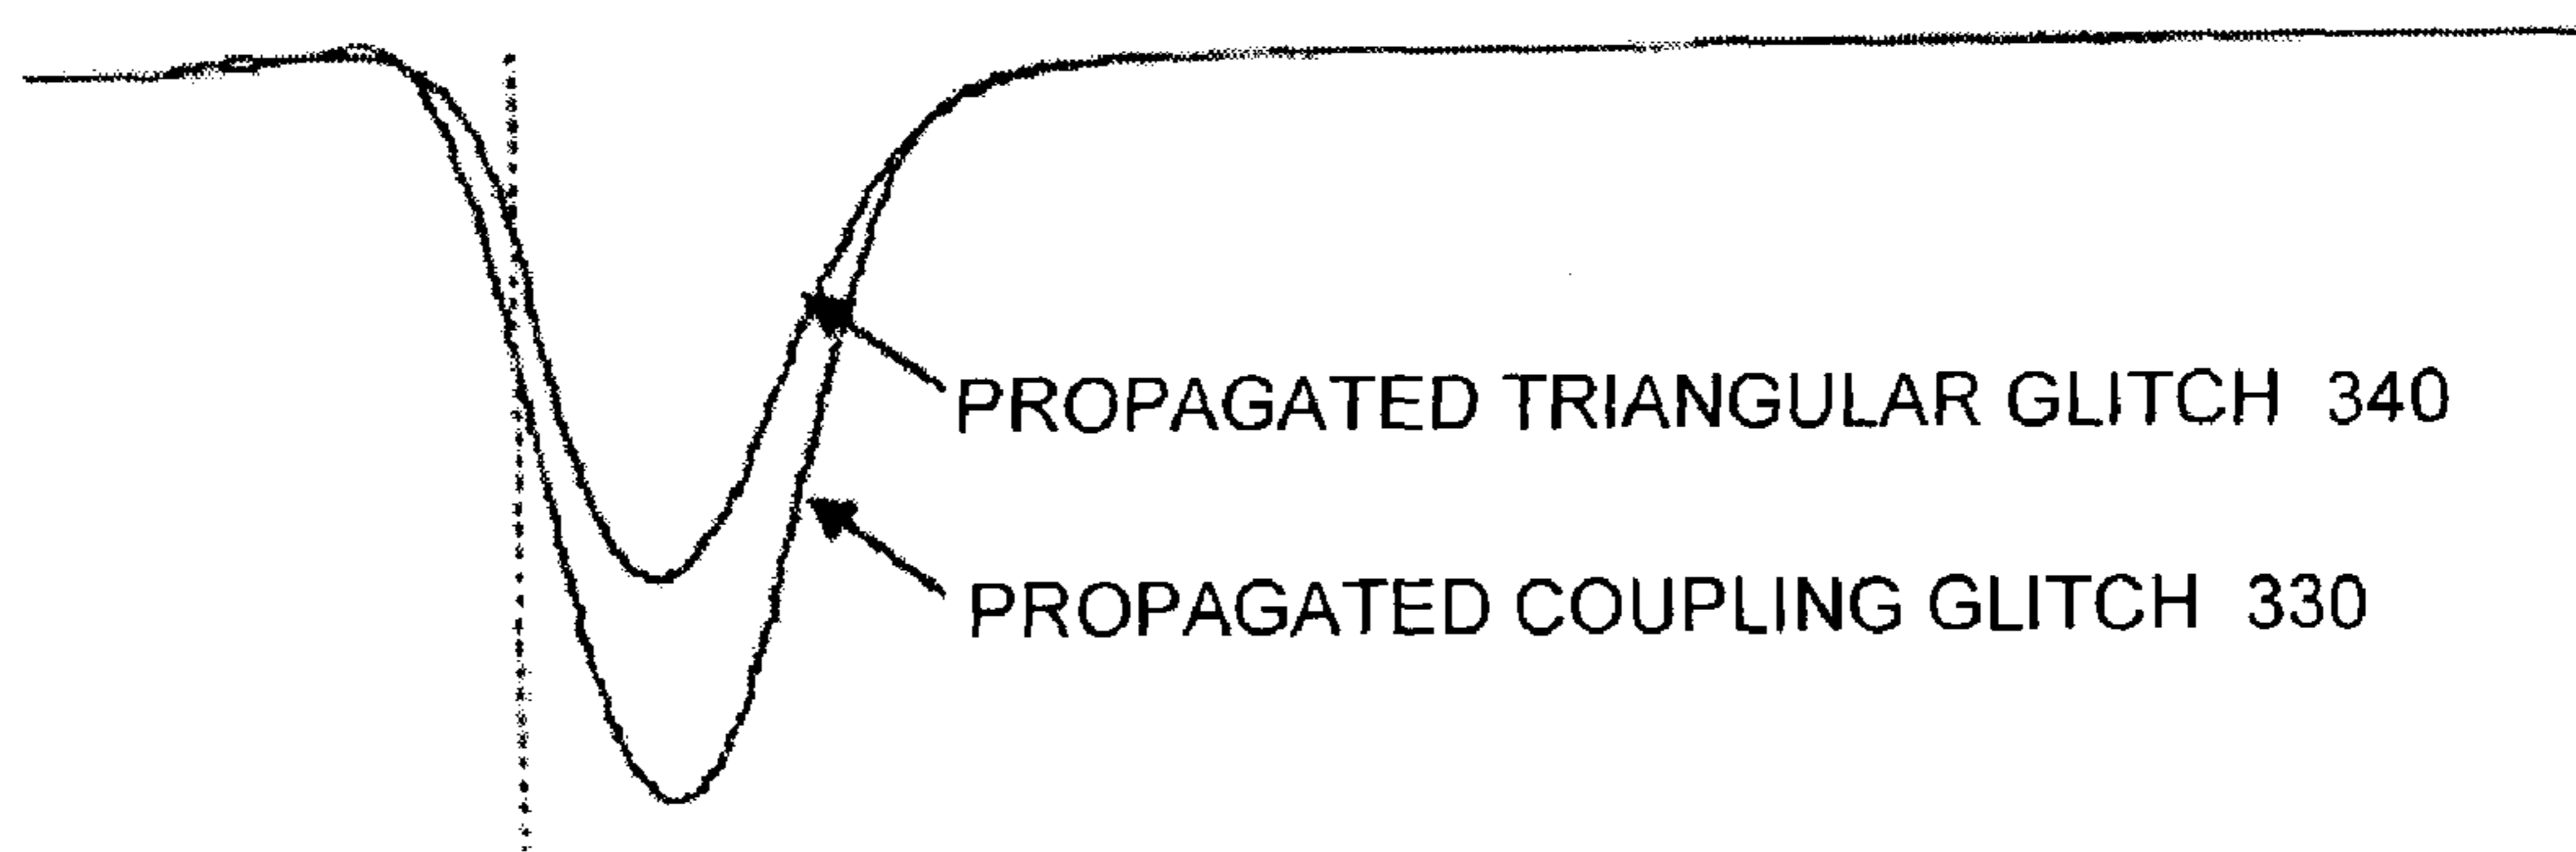 PROPAGATED TRIANGULAR GLITCH 340
PROPAGATED COUPLING GLITCH 330